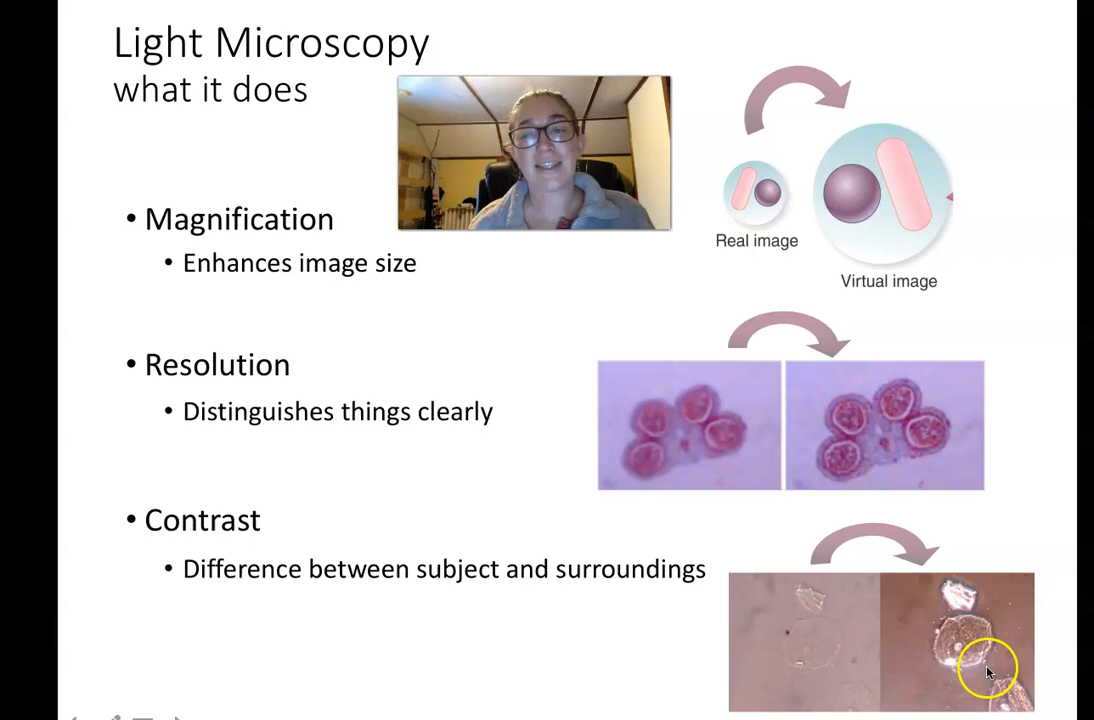 Light Microscopy
what it does
• Magnification
• Enhances image size
Real image
Virtual image
• Resolution
• Distinguishes things clearly
• Contrast
• Difference between subject and surroundings